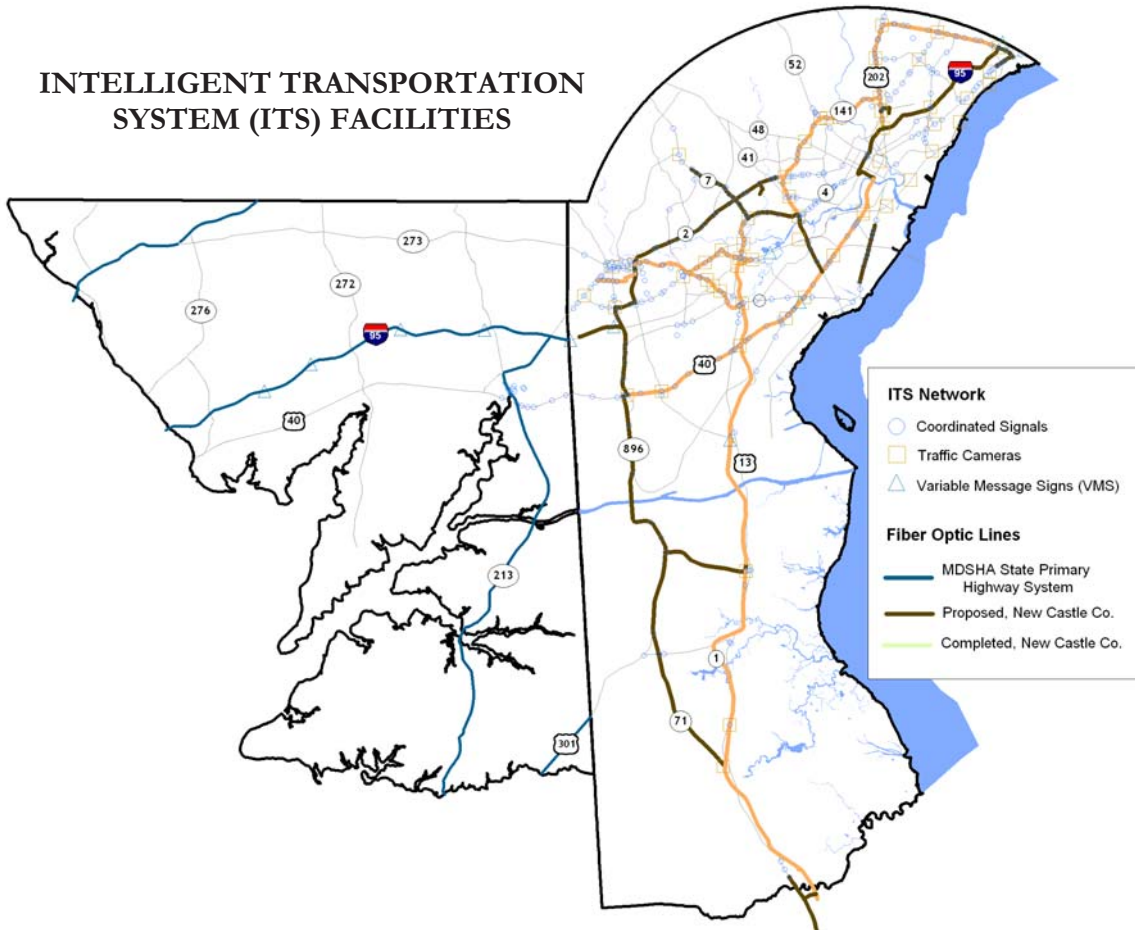 INTELLIGENT TRANSPORTATION
SYSTEM (ITS) FACILITIES
52
202
95
141
48
41
7
4
2
273
272
276
95
40
40
896
13
213
1
71
301
ITS Network
Coordinated Signals
Traffic Cameras
Variable Message Signs (VMS)
Fiber Optic Lines
MDSHA State Primary
Highway System
Proposed, New Castle Co.
Completed, New Castle Co.